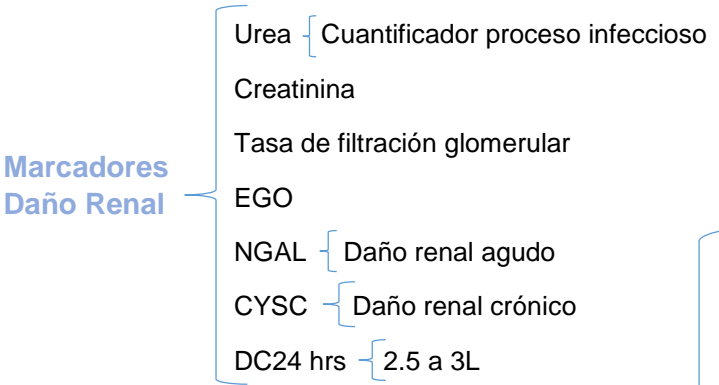 Marcadores
Daño Renal
Urea Cuantificador proceso infeccioso
Creatinina
Tasa de filtración glomerular
EGO
NGAL Daño renal agudo
CYSC Daño renal crónico
DC24 hrs 2.5 a 3L